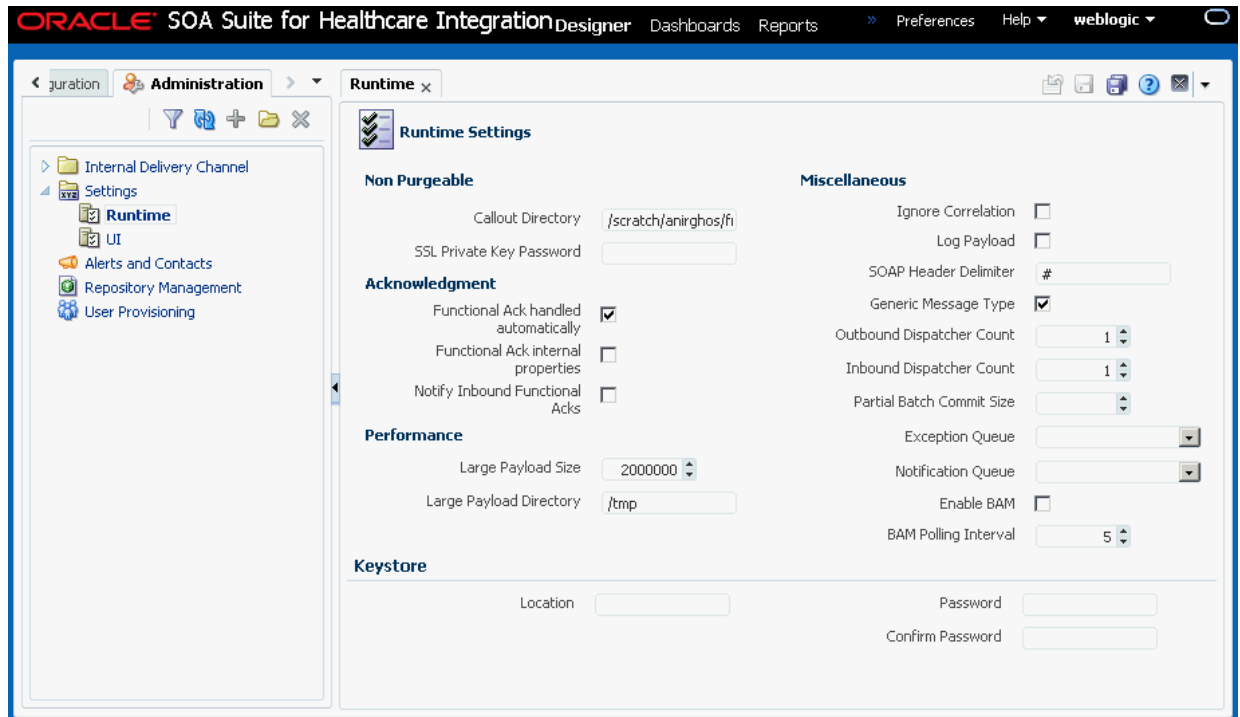 ORACLE SOA Suite for Healthcare Integration Designer Dashboards Reports » Preferences Help weblogic
guration Administration
Runtime
Internal Delivery Channel
Settings
Runtime
UI
Alerts and Contacts
Repository Management
User Provisioning
Runtime Settings
Non Purgeable
Callout Directory /scratch/anirghos/fi
SSL Private Key Password
Acknowledgment
Functional Ack handled
automatically
Functional Ack internal
properties
Notify Inbound Functional
Acks
Performance
Large Payload Size 2000000
Large Payload Directory /tmp
Miscellaneous
Ignore Correlation
Log Payload
SOAP Header Delimiter #
Generic Message Type
Outbound Dispatcher Count 1
Inbound Dispatcher Count 1
Partial Batch Commit Size
Exception Queue
Notification Queue
Enable BAM
BAM Polling Interval 5
Keystore
Location
Password
Confirm Password